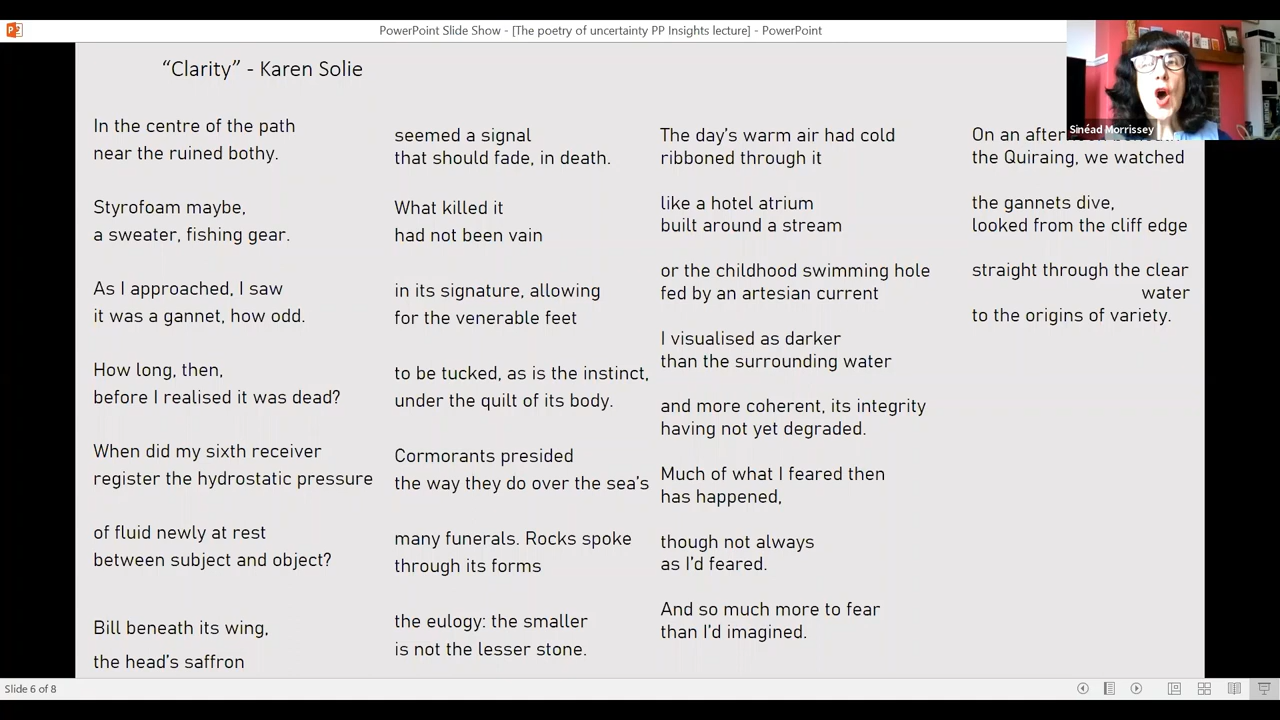 PowerPoint Slide Show - [The poetry of uncertainty PP Insights lecture] - PowerPoint
Sinéad Morrissey
“Clarity” - Karen Solie
In the centre of the path
near the ruined bothy.
Styrofoam maybe,
a sweater, fishing gear.
As I approached, I saw
it was a gannet, how odd.
How long, then,
before I realised it was dead?
When did my sixth receiver
register the hydrostatic pressure
of fluid newly at rest
between subject and object?
Bill beneath its wing,
the head’s saffron
seemed a signal
that should fade, in death.
What killed it
had not been vain
in its signature, allowing
for the venerable feet
to be tucked, as is the instinct,
under the quilt of its body.
Cormorants presided
the way they do over the sea’s
many funerals. Rocks spoke
through its forms
the eulogy: the smaller
is not the lesser stone.
The day’s warm air had cold
ribboned through it
like a hotel atrium
built around a stream
or the childhood swimming hole
fed by an artesian current
I visualised as darker
than the surrounding water
and more coherent, its integrity
having not yet degraded.
Much of what I feared then
has happened,
though not always
as I’d feared.
And so much more to fear
than I’d imagined.
On an
the Quiraing, we watched
the gannets dive,
looked from the cliff edge
straight through the clear
water
to the origins of variety.
Slide 6 of 8